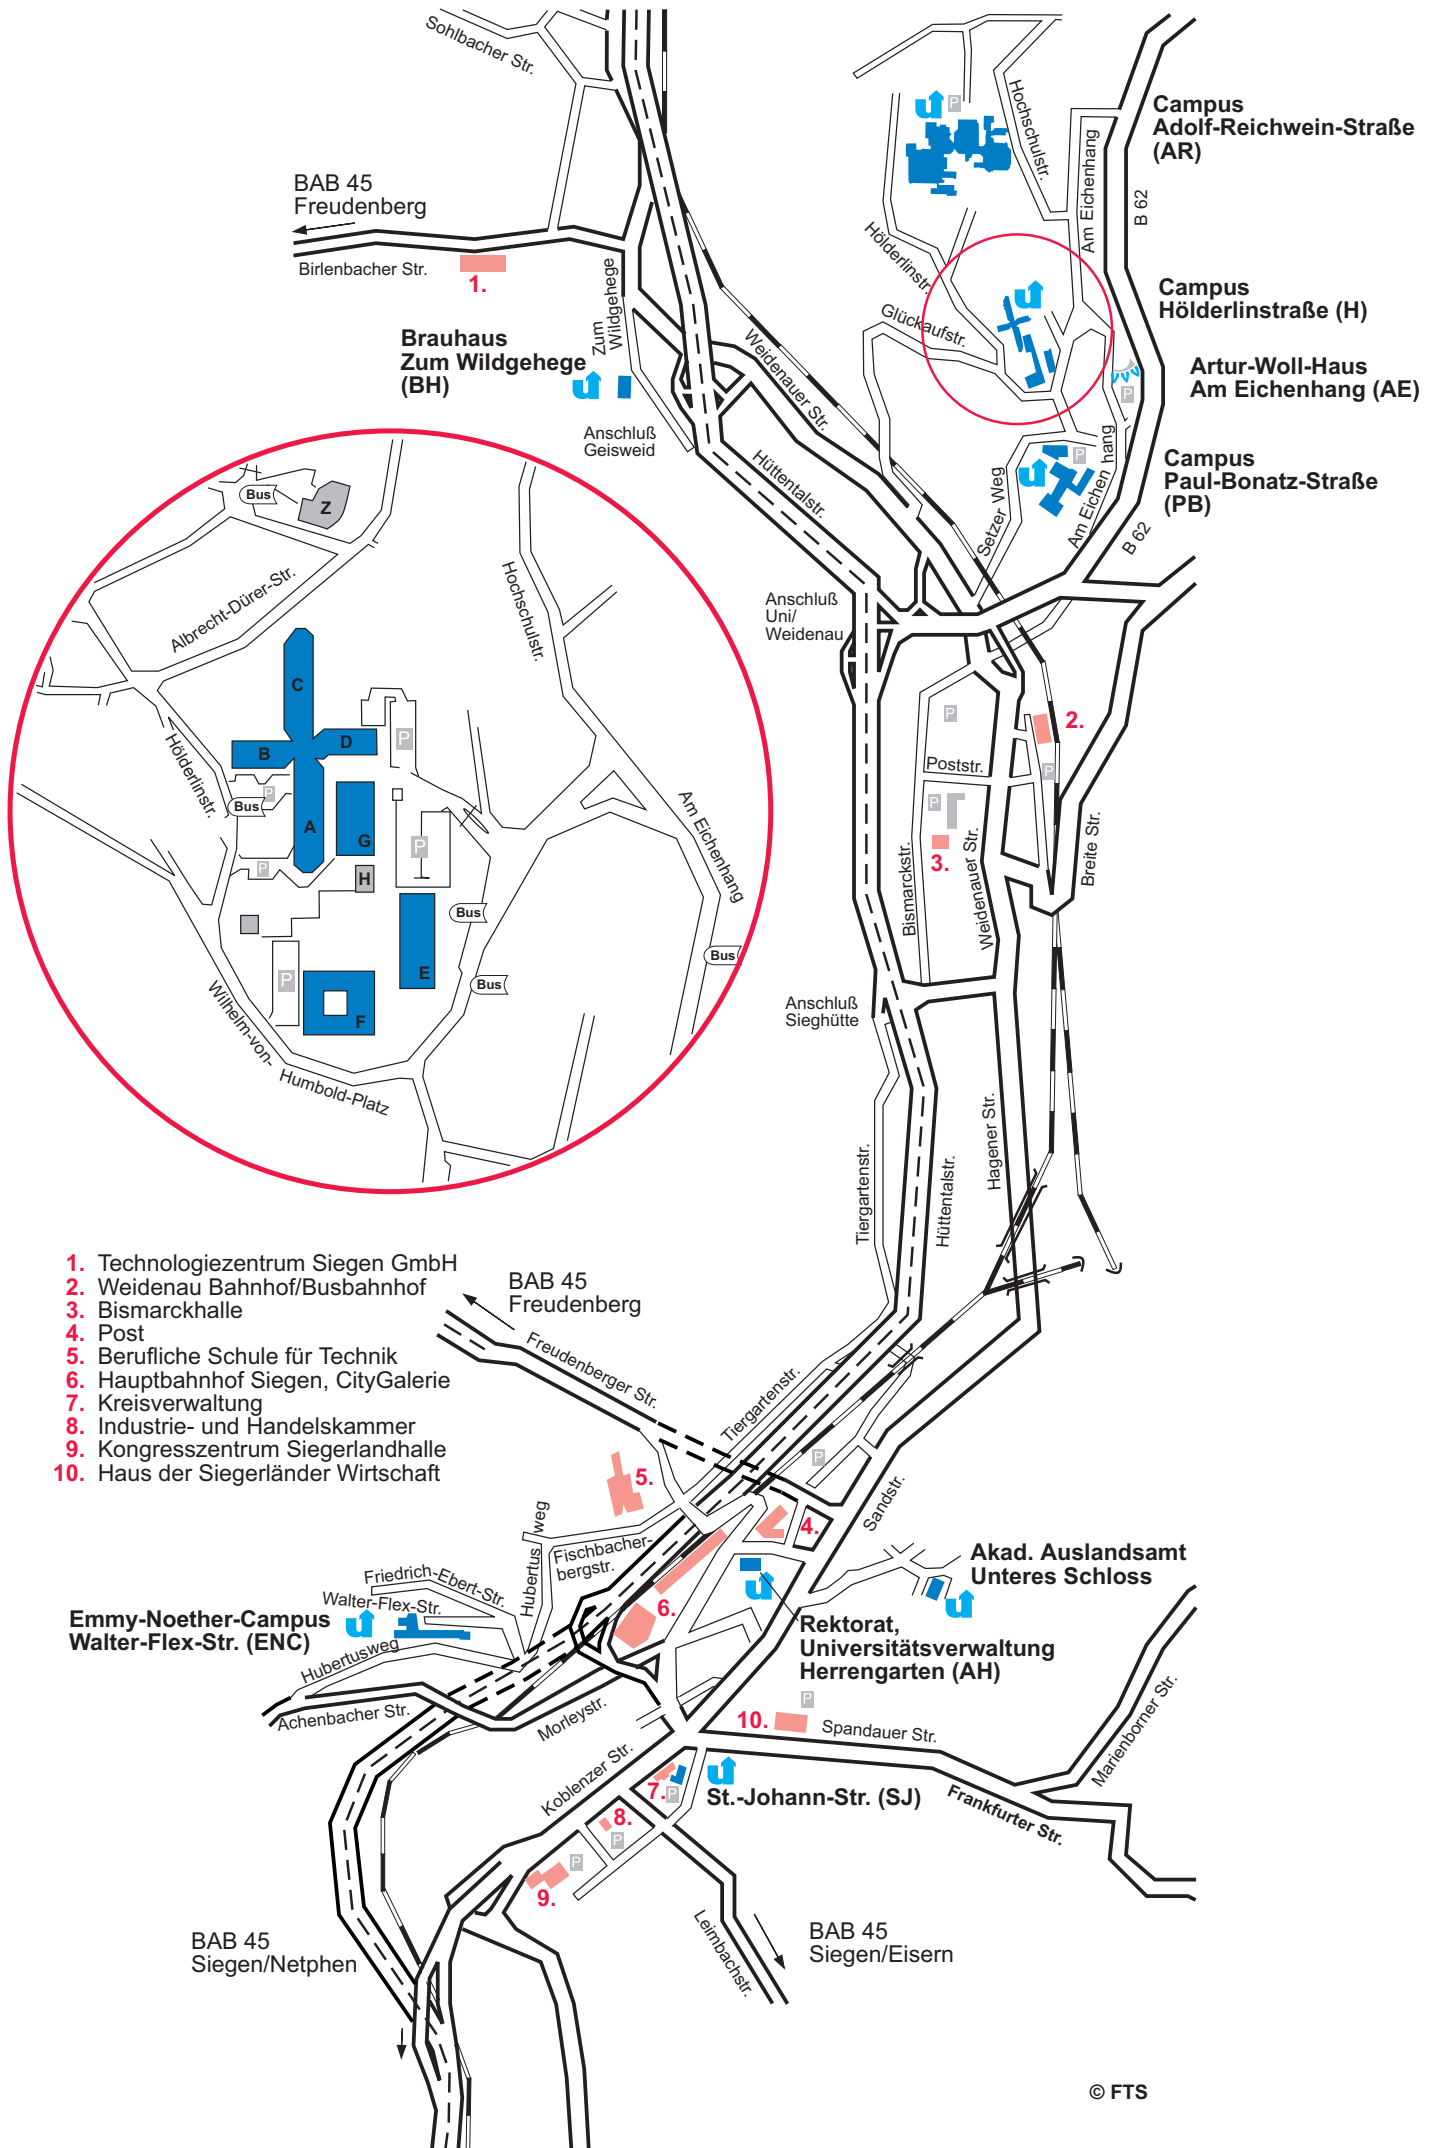 Sohlbacher Str.
Campus
Adolf-Reichwein-Straße
(AR)
P
Hochschulstr.
Am Eichenhang
B 62
BAB 45
Freudenberg
Birlenbacher Str.
1.
Hölderlinstr.
Glückaufstr.
Campus
Hölderlinstraße (H)
Zum
Wildgehege
Brauhaus
Zum Wildgehege
(BH)
Weidenauer Str.
Artur-Woll-Haus
Am Eichenhang (AE)
P
Anschluß
Geisweid
Hüttentalstr.
Setzer Weg
P
Am Eichen hang
Campus
Paul-Bonatz-Straße
(PB)
B 62
Bus
Z
Albrecht-Dürer-Str.
Hochschulstr.
C
B
D
P
Hölderlinstr.
Bus
P
A
G
P
P
H
Am Eichenhang
Bus
Bus
E
Bus
P
F
Wilhelm-von-
Humbold-Platz
Anschluß
Uni/
Weidenau
P
2.
Poststr.
P
P
3.
Bismarckstr.
Weidenauer Str.
Breite Str.
Anschluß
Sieghütte
Tiergartenstr.
Hüttentalstr.
Hagener Str.
1. Technologiezentrum Siegen GmbH
2. Weidenau Bahnhof/Busbahnhof
3. Bismarckhalle
4. Post
5. Berufliche Schule für Technik
6. Hauptbahnhof Siegen, CityGalerie
7. Kreisverwaltung
8. Industrie- und Handelskammer
9. Kongresszentrum Siegerlandhalle
10. Haus der Siegerländer Wirtschaft
BAB 45
Freudenberg
Freudenberger Str.
Tiergartenstr.
P
5.
4.
Sandstr.
Hubertus weg
Fischbacher-
bergstr.
Friedrich-Ebert-Str.
Walter-Flex-Str.
Emmy-Noether-Campus
Walter-Flex-Str. (ENC)
Hubertusweg
Achenbacher Str.
6.
Akad. Auslandsamt
Unteres Schloss
Rektorat,
Universitätsverwaltung
Herrengarten (AH)
Morleystr.
P
10.
Spandauer Str.
Marienborner Str.
Koblenzer Str.
7.
P
St.-Johann-Str. (SJ)
Frankfurter Str.
8.
P
P
9.
Leimbachstr.
BAB 45
Siegen/Netphen
BAB 45
Siegen/Eisern
© FTS